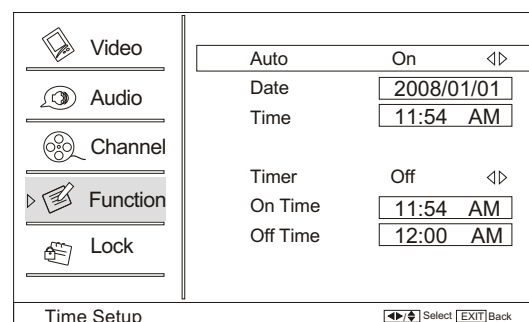 Video
Audio
Channel
Function
Lock
Auto On
Date 2008/01/01
Time 11:54 AM
Timer Off
On Time 11:54 AM
Off Time 12:00 AM
Time Setup Select EXIT Back